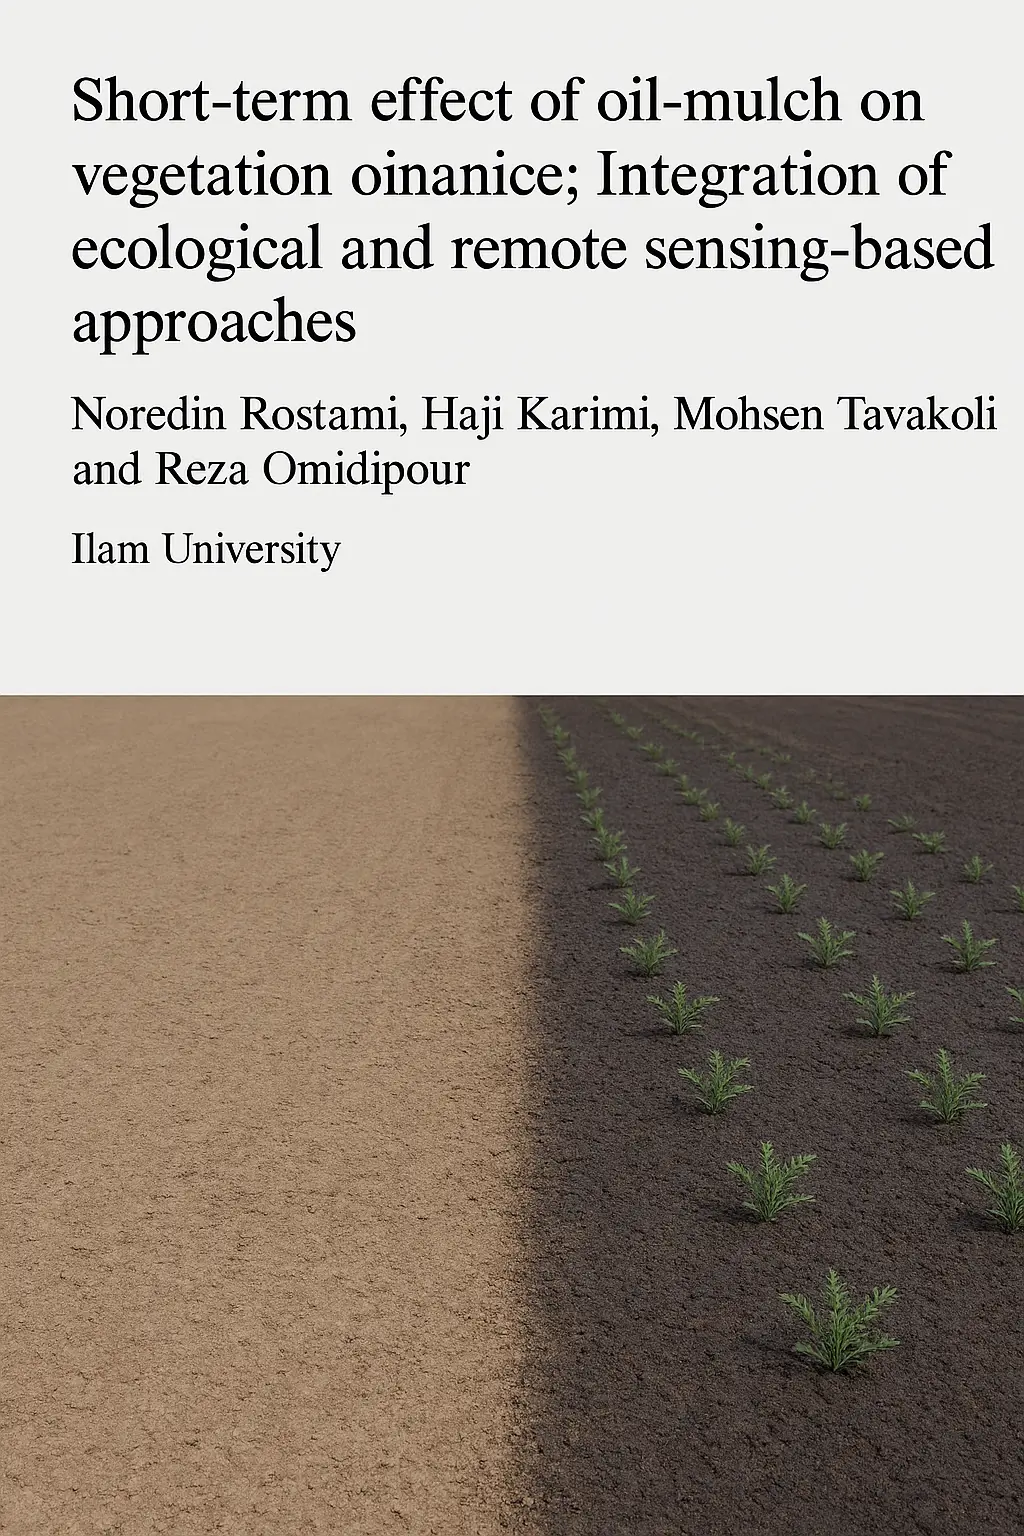 Short-term effect of oil-mulch on
vegetation oinanice; Integration of
ecological and remote sensing-based
approaches
Noredin Rostami, Haji Karimi, Mohsen Tavakoli
and Reza Omidipour
Ilam University